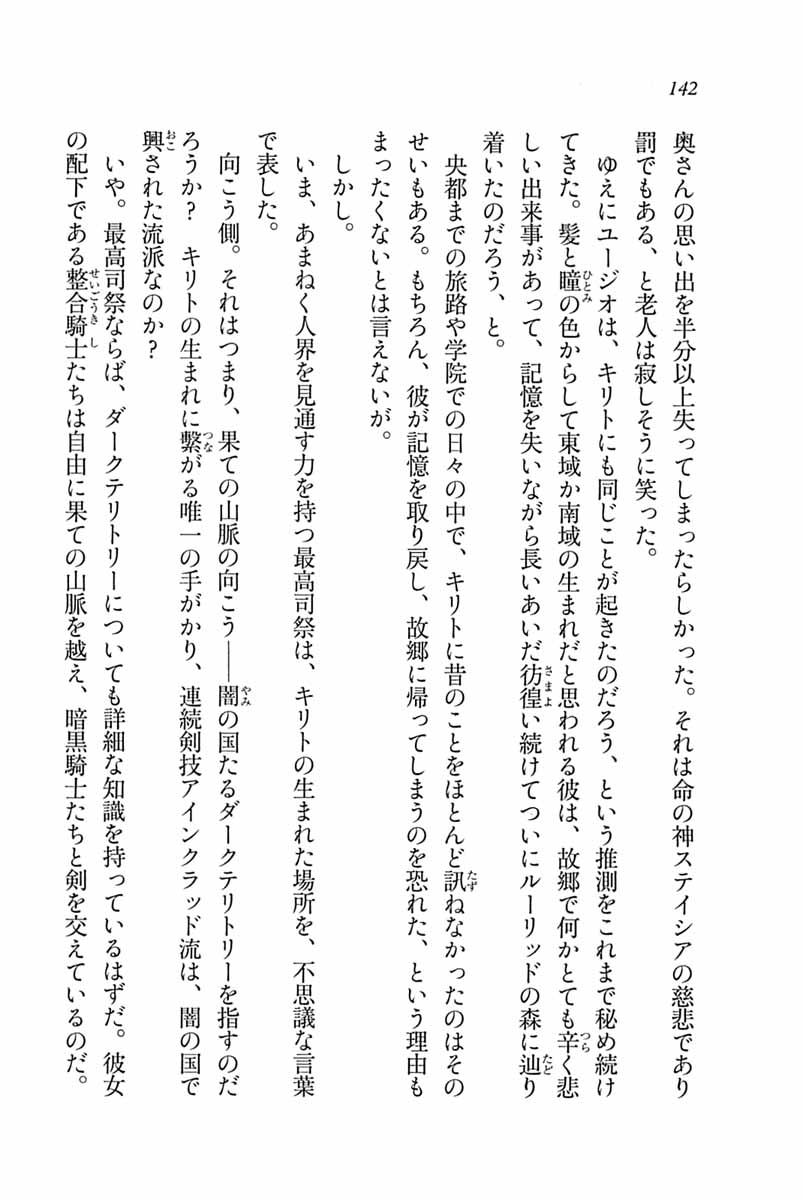 142
奥さんの思い出を半分以上失ってしまったらしかった。それは命の神ステイシアの慈悲であり
罰でもある、と老人は寂しそうに笑った。
　ゆえにユージオは、キリトにも同じことが起きたのだろう、という推測をこれまで秘め続け
てきた。髪と瞳の色からして東域か南域の生まれだと思われる彼は、故郷で何かとても辛く悲
しい出来事があって、記憶を失いながら長いあいだ彷徨い続けてついにルーリッドの森に辿り
着いたのだろう、と。
　央都までの旅路や学院での日々の中で、キリトに昔のことをほとんど訊ねなかったのはその
せいもある。もちろん、彼が記憶を取り戻し、故郷に帰ってしまうのを恐れた、という理由も
まったくないとは言えないが。
　しかし。
　いま、あまねく人界を見通す力を持つ最高司祭は、キリトの生まれた場所を、不思議な言葉
で表した。
　向こう側。それはつまり、果ての山脈の向こう――闇の国たるダークテリトリーを指すのだ
ろうか？　キリトの生まれに繋がる唯一の手がかり、連続剣技アインクラッド流は、闇の国で
興された流派なのか？
　いや。最高司祭ならば、ダークテリトリーについても詳細な知識を持っているはずだ。彼女
の配下である整合騎士たちは自由に果ての山脈を越え、暗黒騎士たちと剣を交えているのだ。